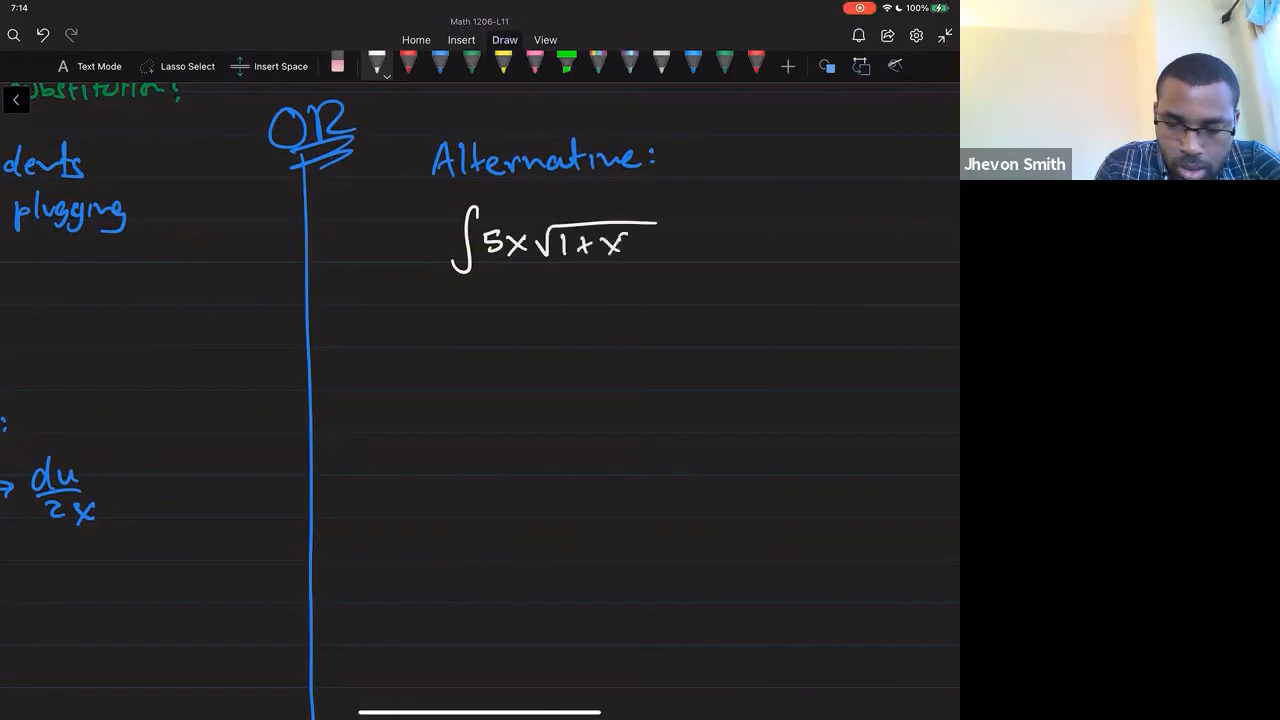 7:14
100%
Math 1206-L11
Home Insert Draw View
Text Mode Lasso Select Insert Space
substitution?
OR
dents
plugging
Alternative:
∫5x√1+x
:
du
2x
Jhevon Smith